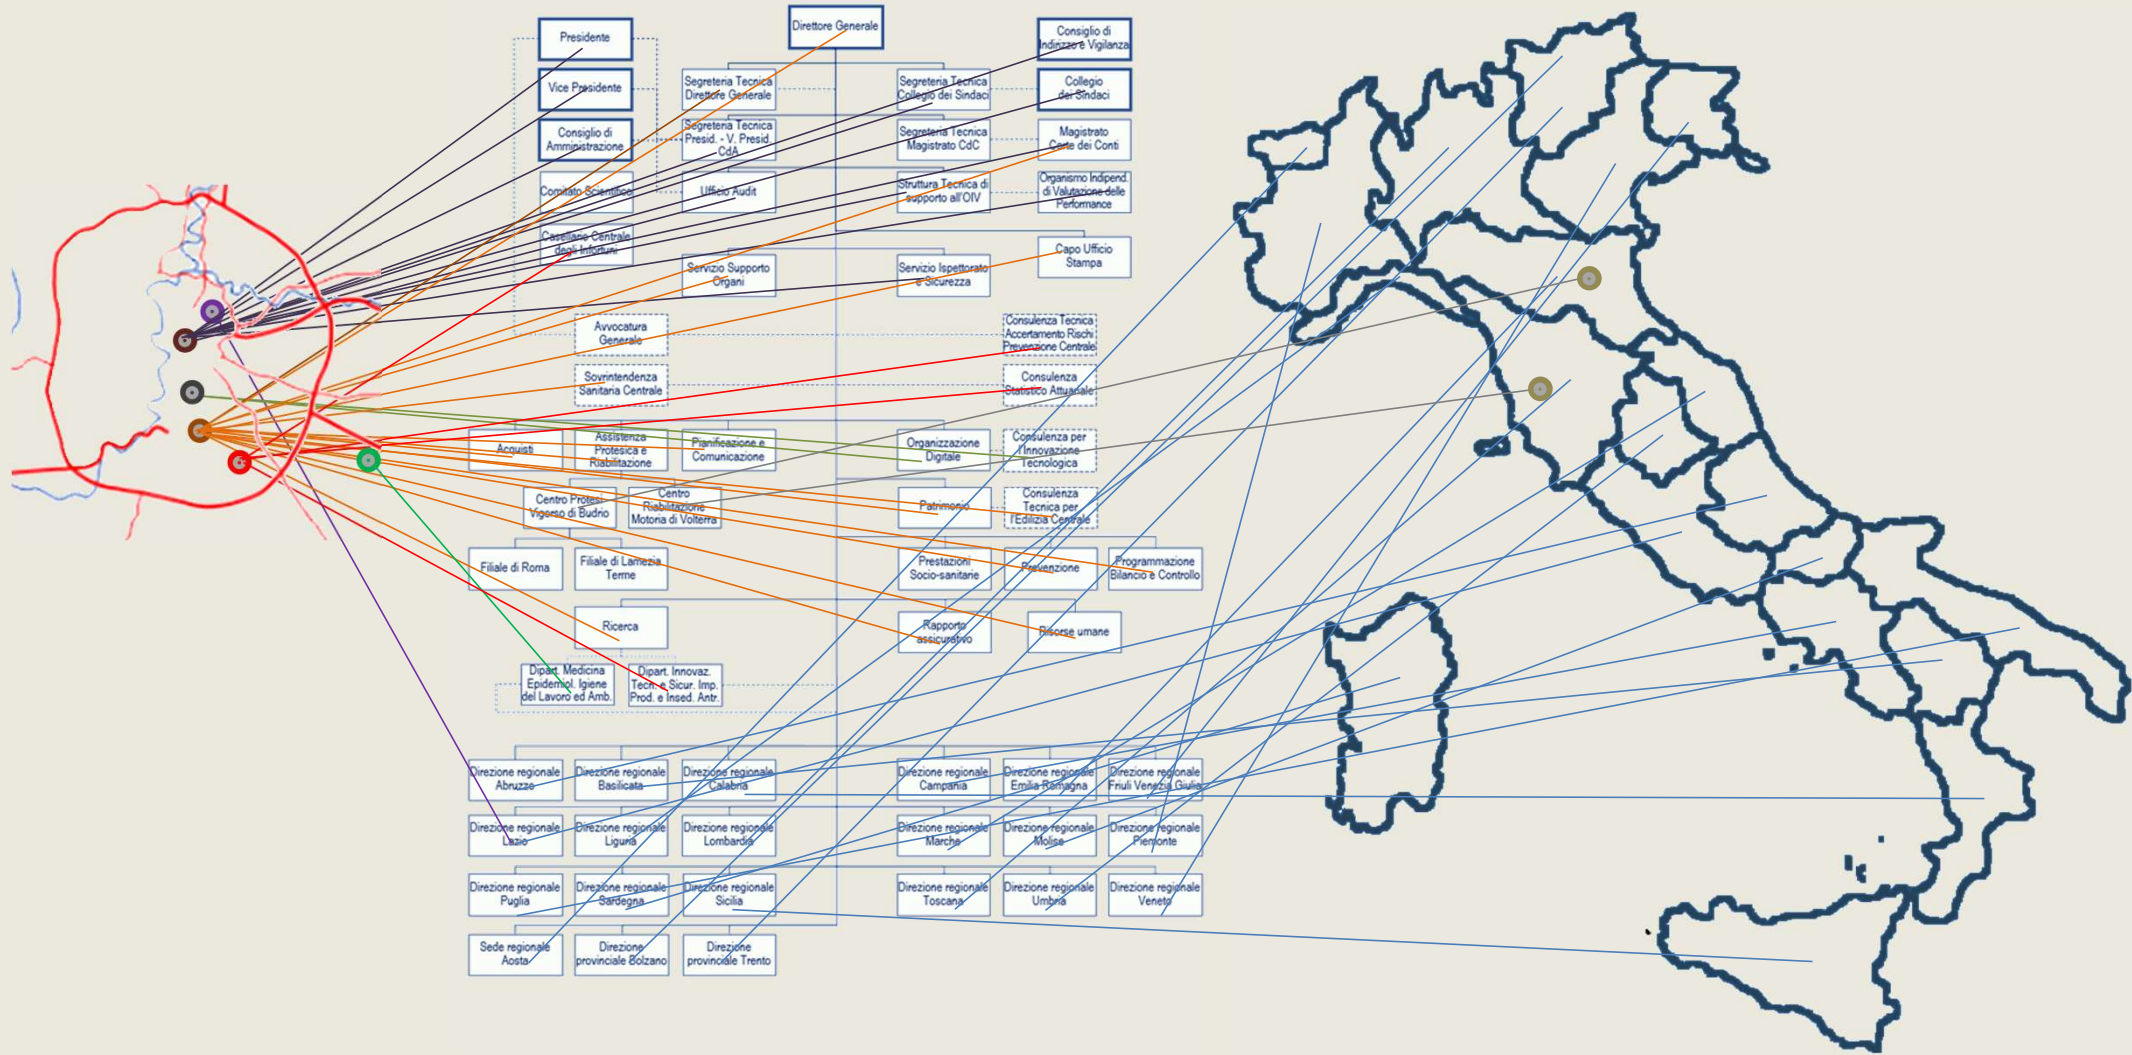 Direttore Generale
Presidente
Consiglio di
Indirizzo e Vigilanza
Vice Presidente
Segreteria Tecnica
Direttore Generale
Segreteria Tecnica
Collegio dei Sindaci
Collegio
dei Sindaci
Consiglio di
Amministrazione
Segreteria Tecnica
Presid. - V. Presid.
CdA
Segreteria Tecnica
Magistrato CdC
Magistrato
Corte dei Conti
Comitato Scientifico
Ufficio Audit
Struttura Tecnica di
supporto all'OIV
Organismo Indipend.
di Valutazione delle
Performance
Casellario Centrale
degli Infortuni
Servizio Supporto
Organi
Servizio Ispettorato
e Sicurezza
Capo Ufficio
Stampa
Avvocatura
Generale
Consulenza Tecnica
Accertamento Rischi
Prevenzione Centrale
Sovrintendenza
Sanitaria Centrale
Consulenza
Statistico Attuariale
Acquisti
Assistenza
Protesica e
Riabilitazione
Pianificazione e
Comunicazione
Organizzazione
Digitale
Consulenza per
l'Innovazione
Tecnologica
Centro Protesi
Vigorso di Budrio
Centro
Riabilitazione
Motoria di Volterra
Patrimonio
Consulenza
Tecnica per
l'Edilizia Centrale
Filiale di Roma
Filiale di Lamezia
Terme
Prestazioni
Socio-sanitarie
Prevenzione
Programmazione
Bilancio e Controllo
Ricerca
Rapporto
assicurativo
Risorse umane
Dipart. Medicina
Epidemiol. Igiene
del Lavoro ed Amb.
Dipart. Innovaz.
Tecn. e Sicur. Imp.
Prod. e Insed. Antr.
Direzione regionale
Abruzzo
Direzione regionale
Basilicata
Direzione regionale
Calabria
Direzione regionale
Campania
Direzione regionale
Emilia Romagna
Direzione regionale
Friuli Venezia Giulia
Direzione regionale
Lazio
Direzione regionale
Liguria
Direzione regionale
Lombardia
Direzione regionale
Marche
Direzione regionale
Molise
Direzione regionale
Piemonte
Direzione regionale
Puglia
Direzione regionale
Sardegna
Direzione regionale
Sicilia
Direzione regionale
Toscana
Direzione regionale
Umbria
Direzione regionale
Veneto
Sede regionale
Aosta
Direzione
provinciale Bolzano
Direzione
provinciale Trento